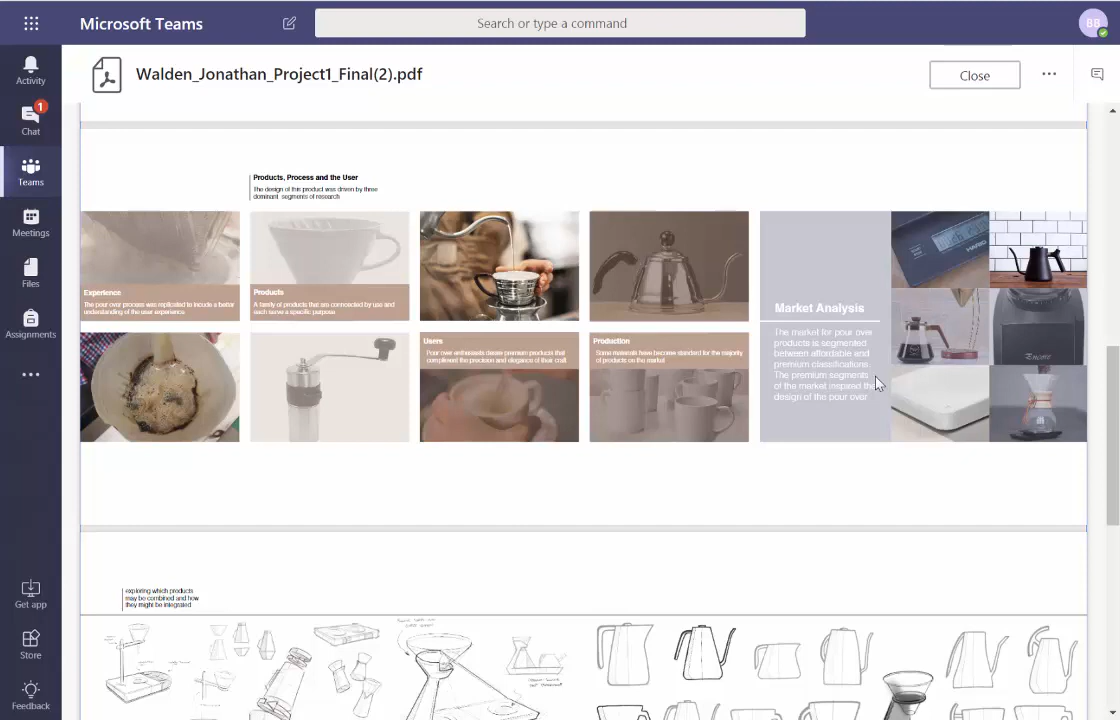 Microsoft Teams
Search or type a command
BB
Activity
Walden_Jonathan_Project1_Final(2).pdf
Close
1
Chat
Teams
Meetings
Files
Assignments
Get app
Store
Feedback
Products, Process and the User
The design of this product was driven by three
dominant segments of research
Experience
The pour over process was replicated to incude a better
understanding of the user experience
Products
A family of products that are connoected by use and
each serve a specific purpose
Users
Pour over enthusiasts desire premium products that
compliment the precision and elegance of their craft
Production
Some materials have become standard for the majority
of products on the market
Market Analysis
The market for pour over
products is segmented
between affordable and
premium classifications
The premium segments
of the market inspired the
design of the pour over
HARIO
Encore
exploring which products
may be combined and how
they might be integrated